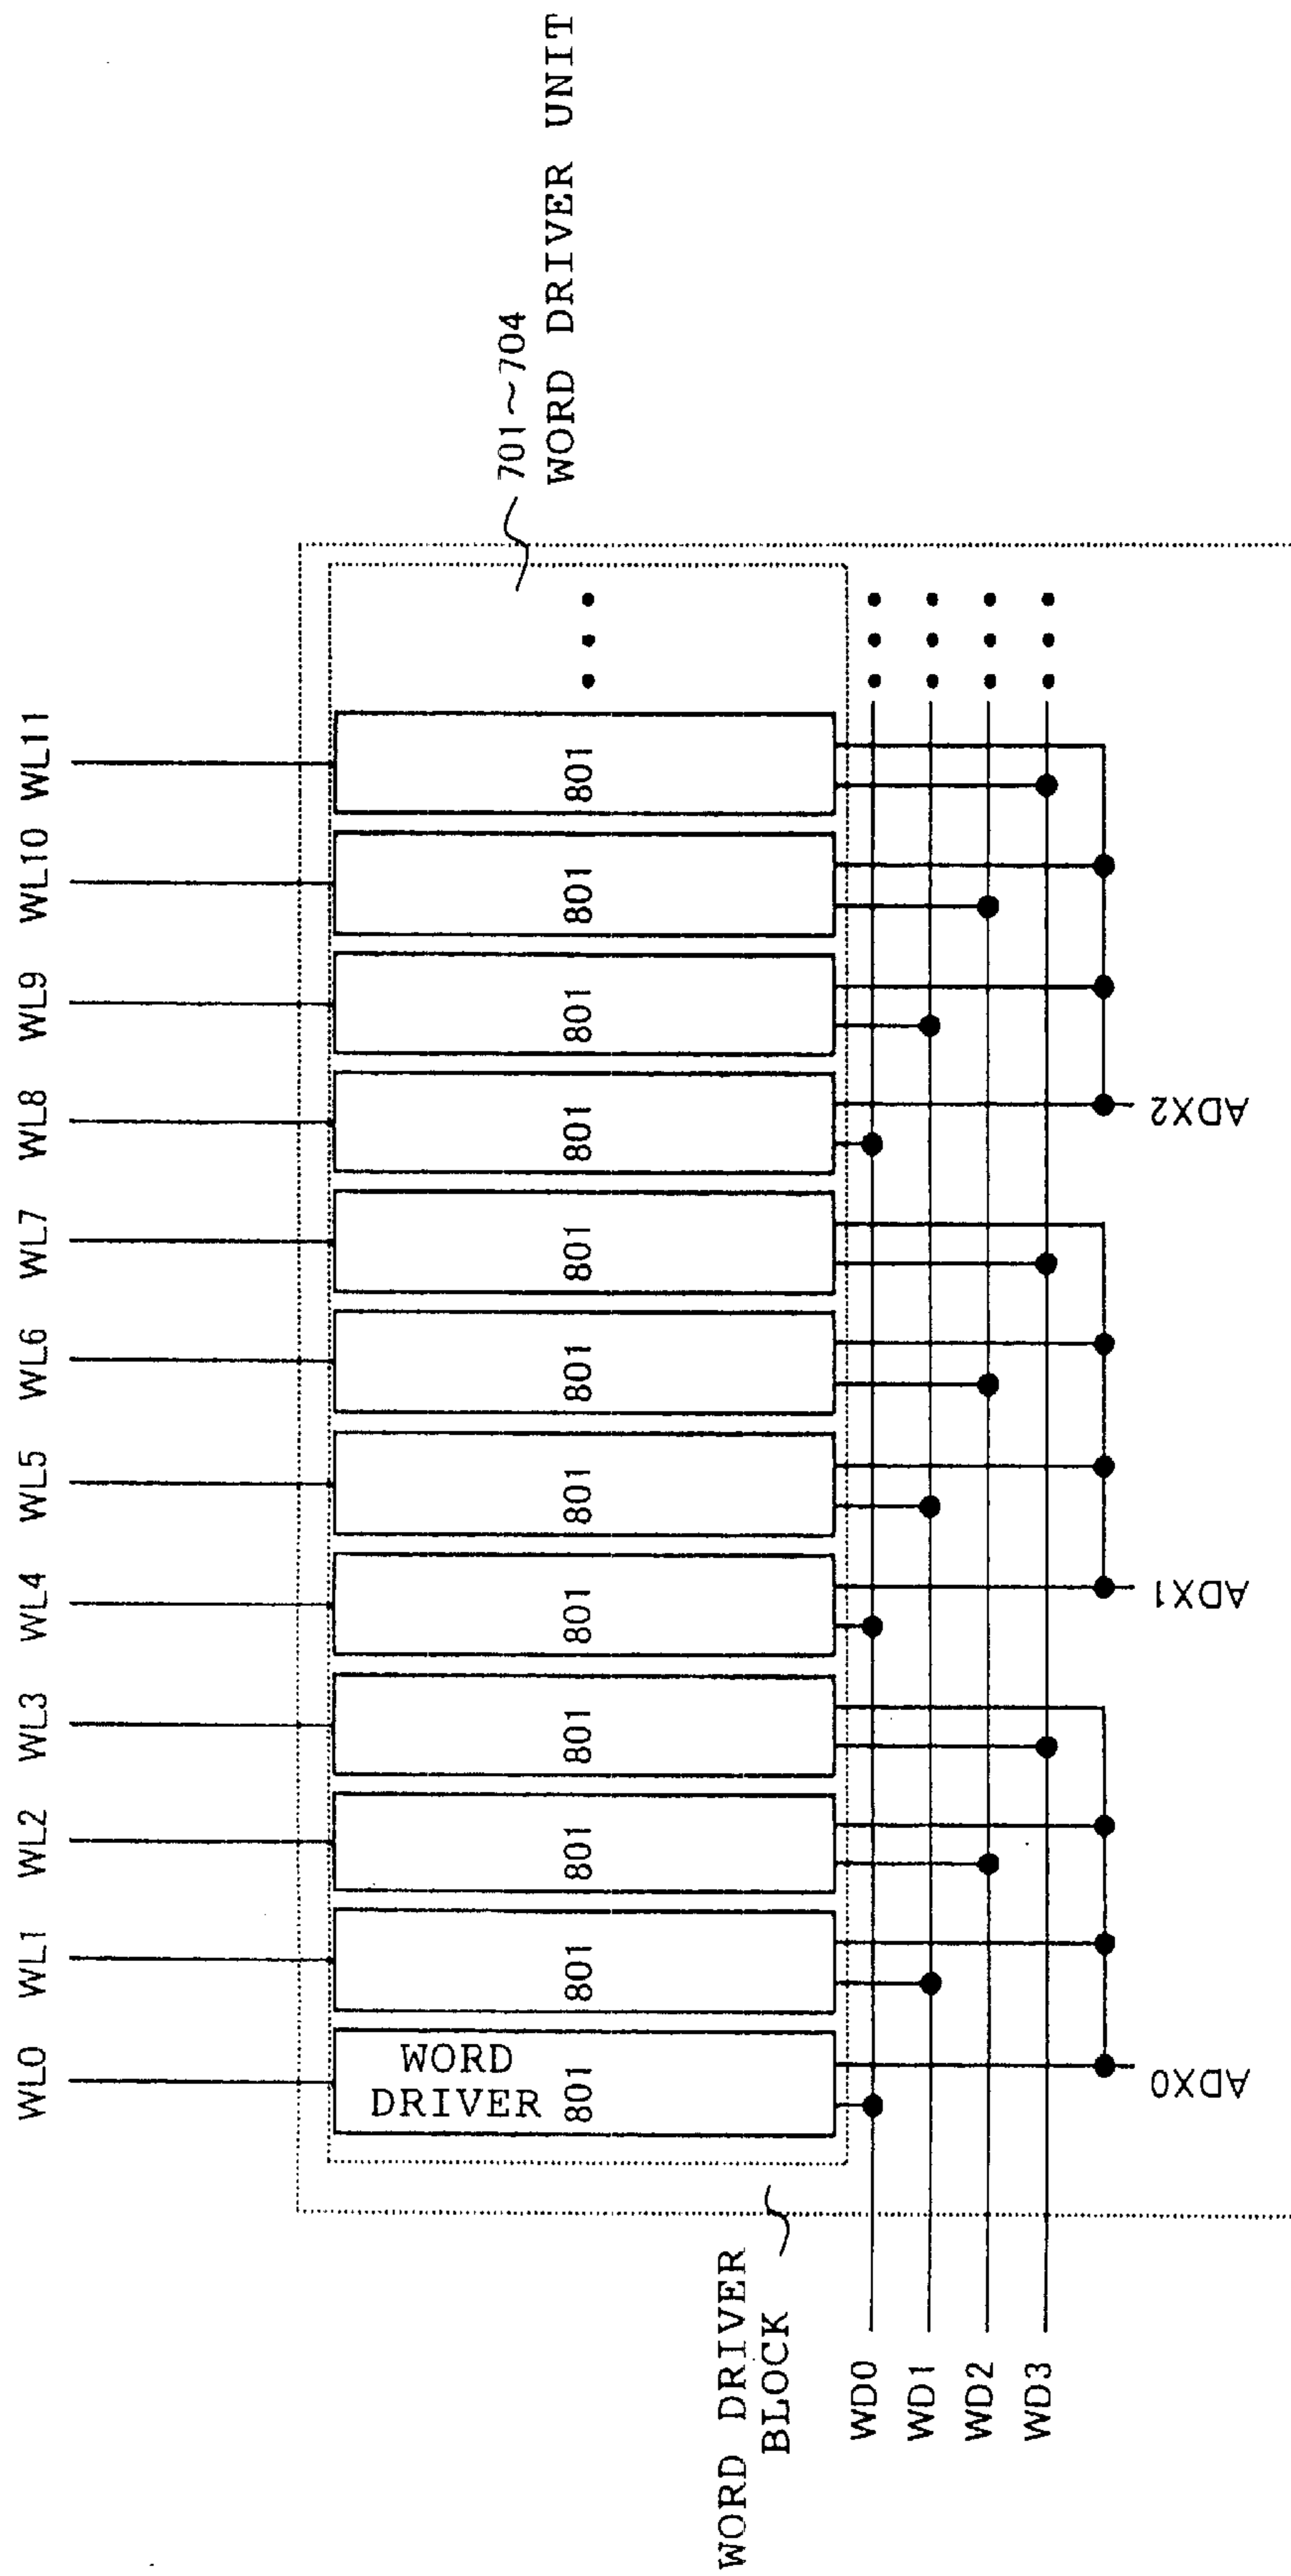 WL0
WL1
WL2
WL3
WL4
WL5
WL6
WL7
WL8
WL9
WL10
WL11
701~704
WORD DRIVER UNIT
WORD
DRIVER
801
801
801
801
801
801
801
801
801
801
801
801
WORD DRIVER
BLOCK
WD0
WD1
WD2
WD3
ADX0
ADX1
ADX2